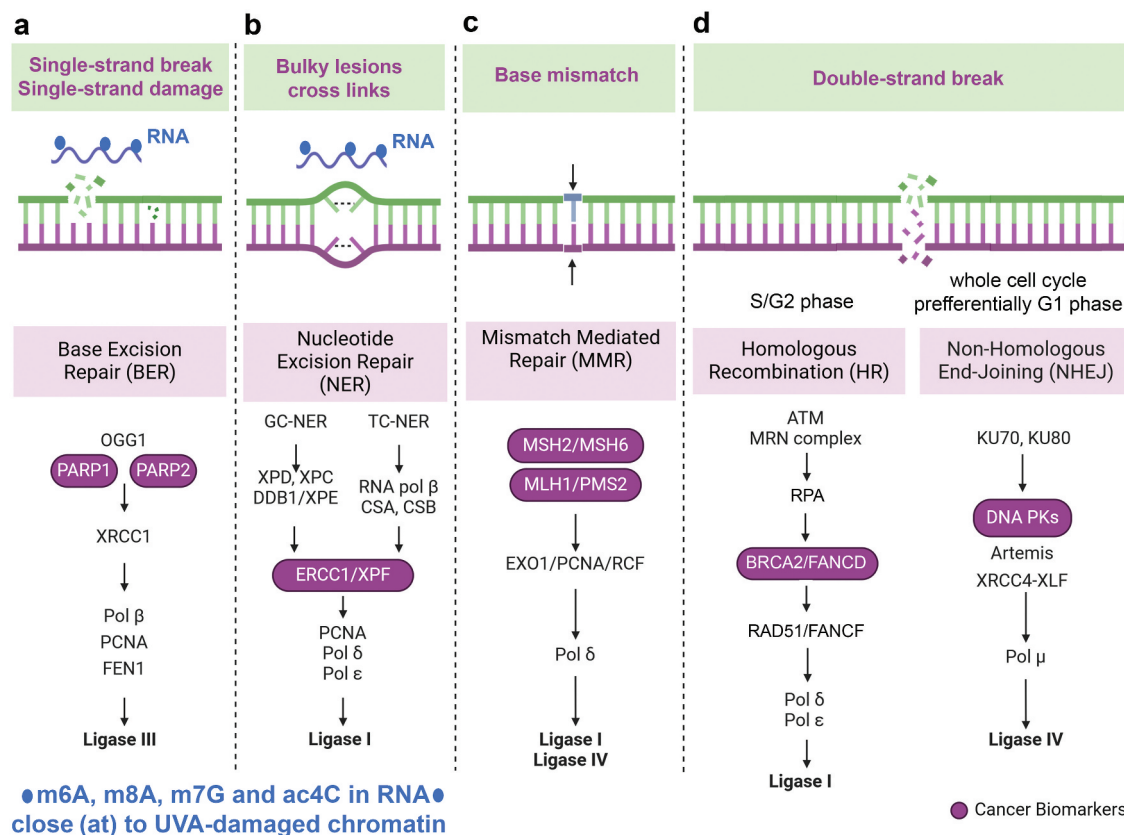 a
Single-strand break
Single-strand damage
RNA
Base Excision
Repair (BER)
OGG1
PARP1
PARP2
XRCC1
Pol β
PCNA
FEN1
Ligase III
b
Bulky lesions
cross links
RNA
Nucleotide
Excision Repair
(NER)
GC-NER
TC-NER
XPD, XPC
DDB1/XPE
RNA pol β
CSA, CSB
ERCC1/XPF
PCNA
Pol δ
Pol ε
Ligase I
c
Base mismatch
Mismatch Mediated
Repair (MMR)
MSH2/MSH6
MLH1/PMS2
EXO1/PCNA/RCF
Pol δ
Ligase I
Ligase IV
d
Double-strand break
S/G2 phase
Homologous
Recombination (HR)
ATM
MRN complex
RPA
BRCA2/FANCD
RAD51/FANCF
Pol δ
Pol ε
Ligase I
whole cell cycle
prefferentially G1 phase
Non-Homologous
End-Joining (NHEJ)
KU70, KU80
DNA PKs
Artemis
XRCC4-XLF
Pol μ
Ligase IV
m6A, m8A, m7G and ac4C in RNA
close (at) to UVA-damaged chromatin
Cancer Biomarkers